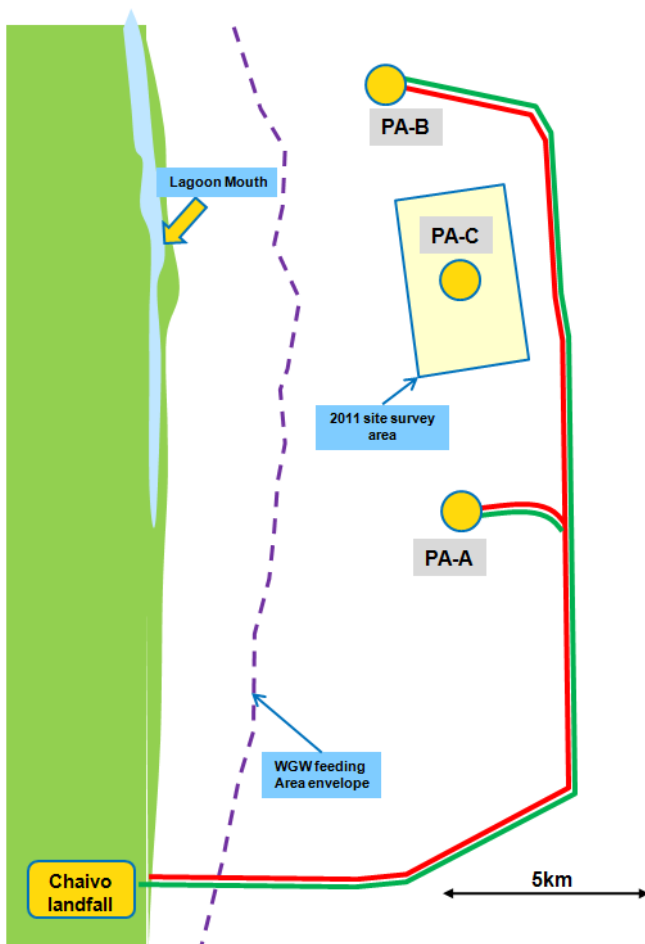 PA-B
Lagoon Mouth
PA-C
2011 site survey
area
PA-A
WGW feeding
Area envelope
Chaivo
landfall
5km